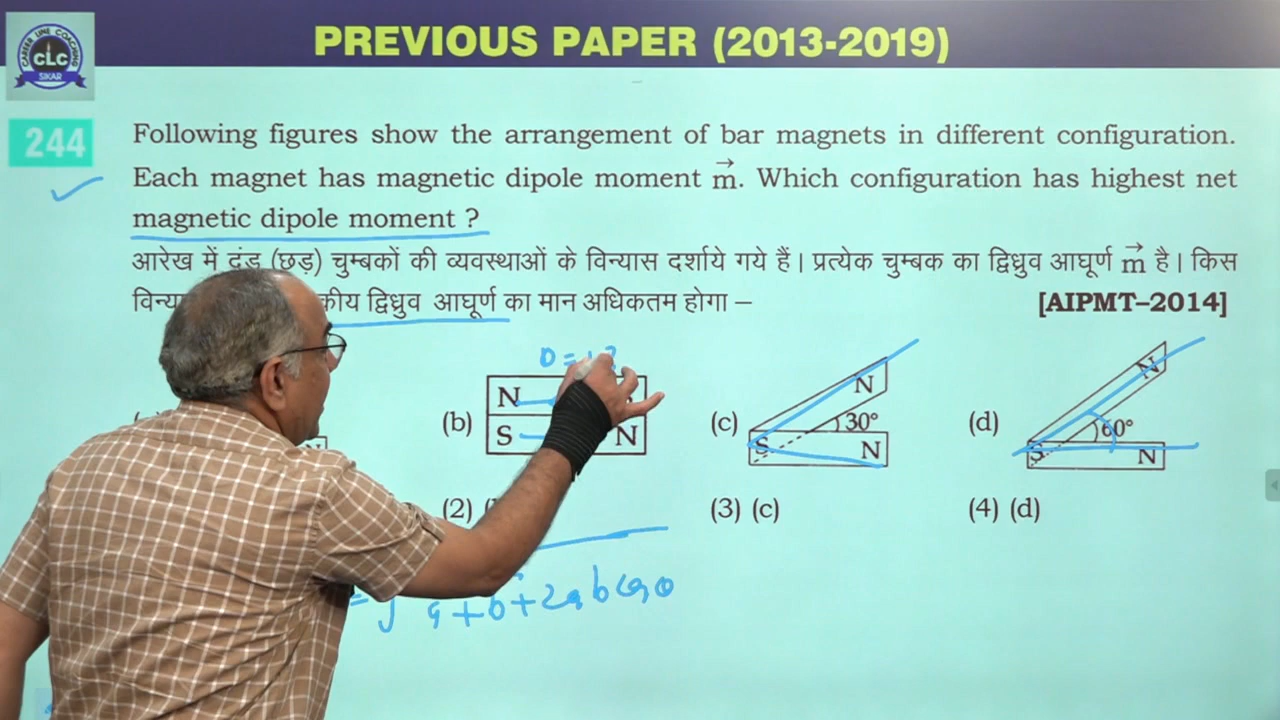 CAREER LINE COACHING
CLC
SIKAR
PREVIOUS PAPER (2013-2019)
244
Following figures show the arrangement of bar magnets in different configuration.
Each magnet has magnetic dipole moment m⃗. Which configuration has highest net
magnetic dipole moment ?
आरेख में दंड (छड़) चुम्बकों की व्यवस्थाओं के विन्यास दर्शाये गये हैं। प्रत्येक चुम्बक का द्विध्रुव आघूर्ण m⃗ है। किस
द्विध्रुव आघूर्ण का मान अधिकतम होगा –
[AIPMT–2014]
(b)
N
S
N
(c)
S
N
30°
N
(d)
S
N
60°
N
(2)
(3) (c)
(4) (d)